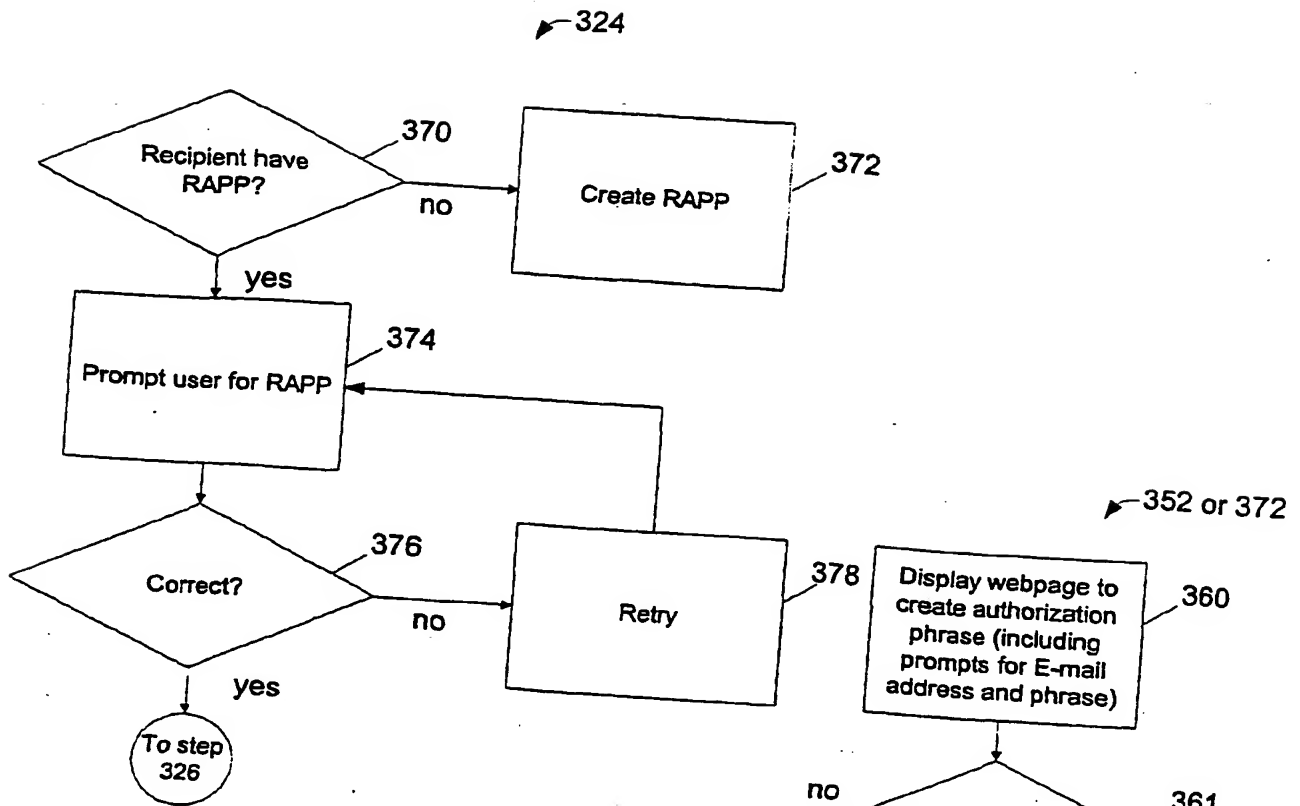 324
Recipient have
RAPP?
370
no
Create RAPP
372
yes
Prompt user for RAPP
374
Correct?
376
no
Retry
378
yes
To step
326
352 or 372
Display webpage to
create authorization
phrase (including
prompts for E-mail
address and phrase)
360
no
361